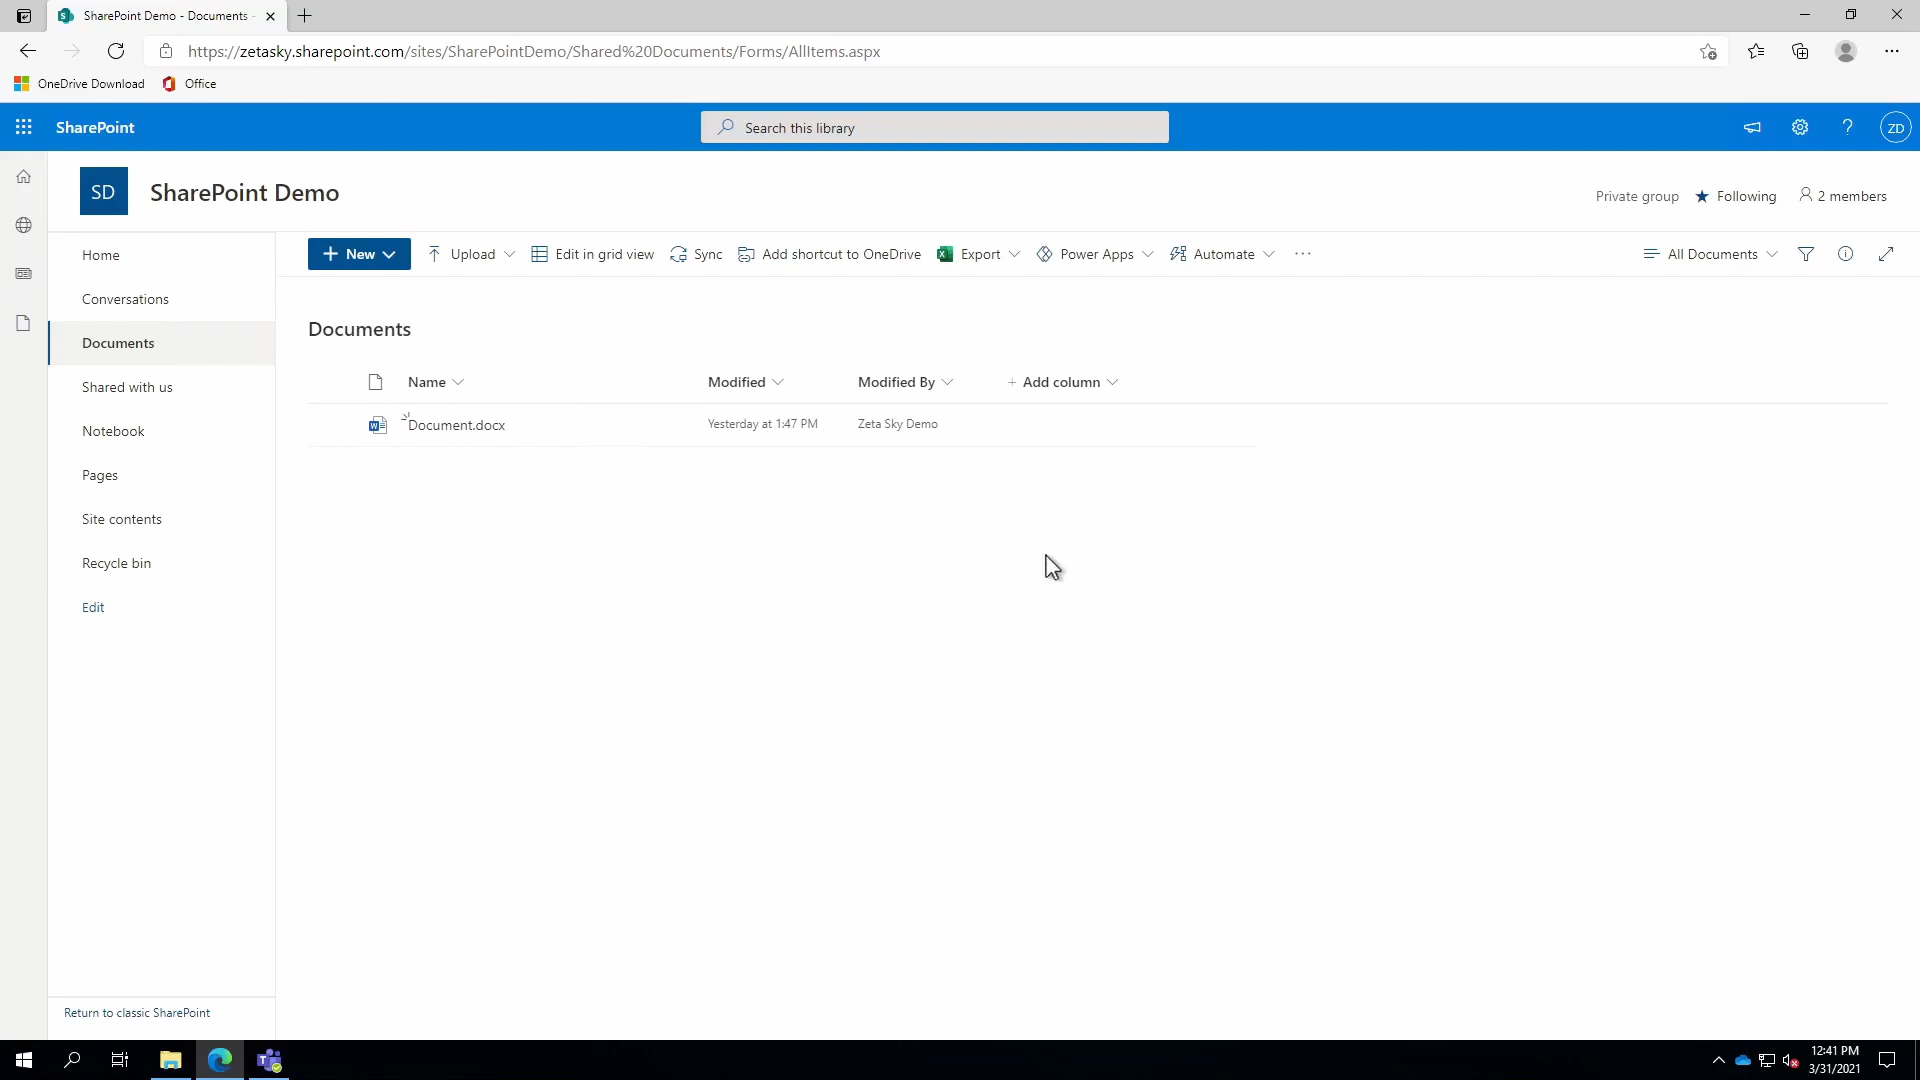 SharePoint Demo - Documents -
https://zetasky.sharepoint.com/sites/SharePointDemo/Shared%20Documents/Forms/AllItems.aspx
OneDrive Download Office
SharePoint Search this library ZD
SD SharePoint Demo Private group Following 2 members
Home New Upload Edit in grid view Sync Add shortcut to OneDrive Export Power Apps Automate All Documents
Conversations
Documents
Shared with us
Notebook
Pages
Site contents
Recycle bin
Edit
Return to classic SharePoint
Documents
Name Modified Modified By + Add column
Document.docx Yesterday at 1:47 PM Zeta Sky Demo
12:41 PM
3/31/2021